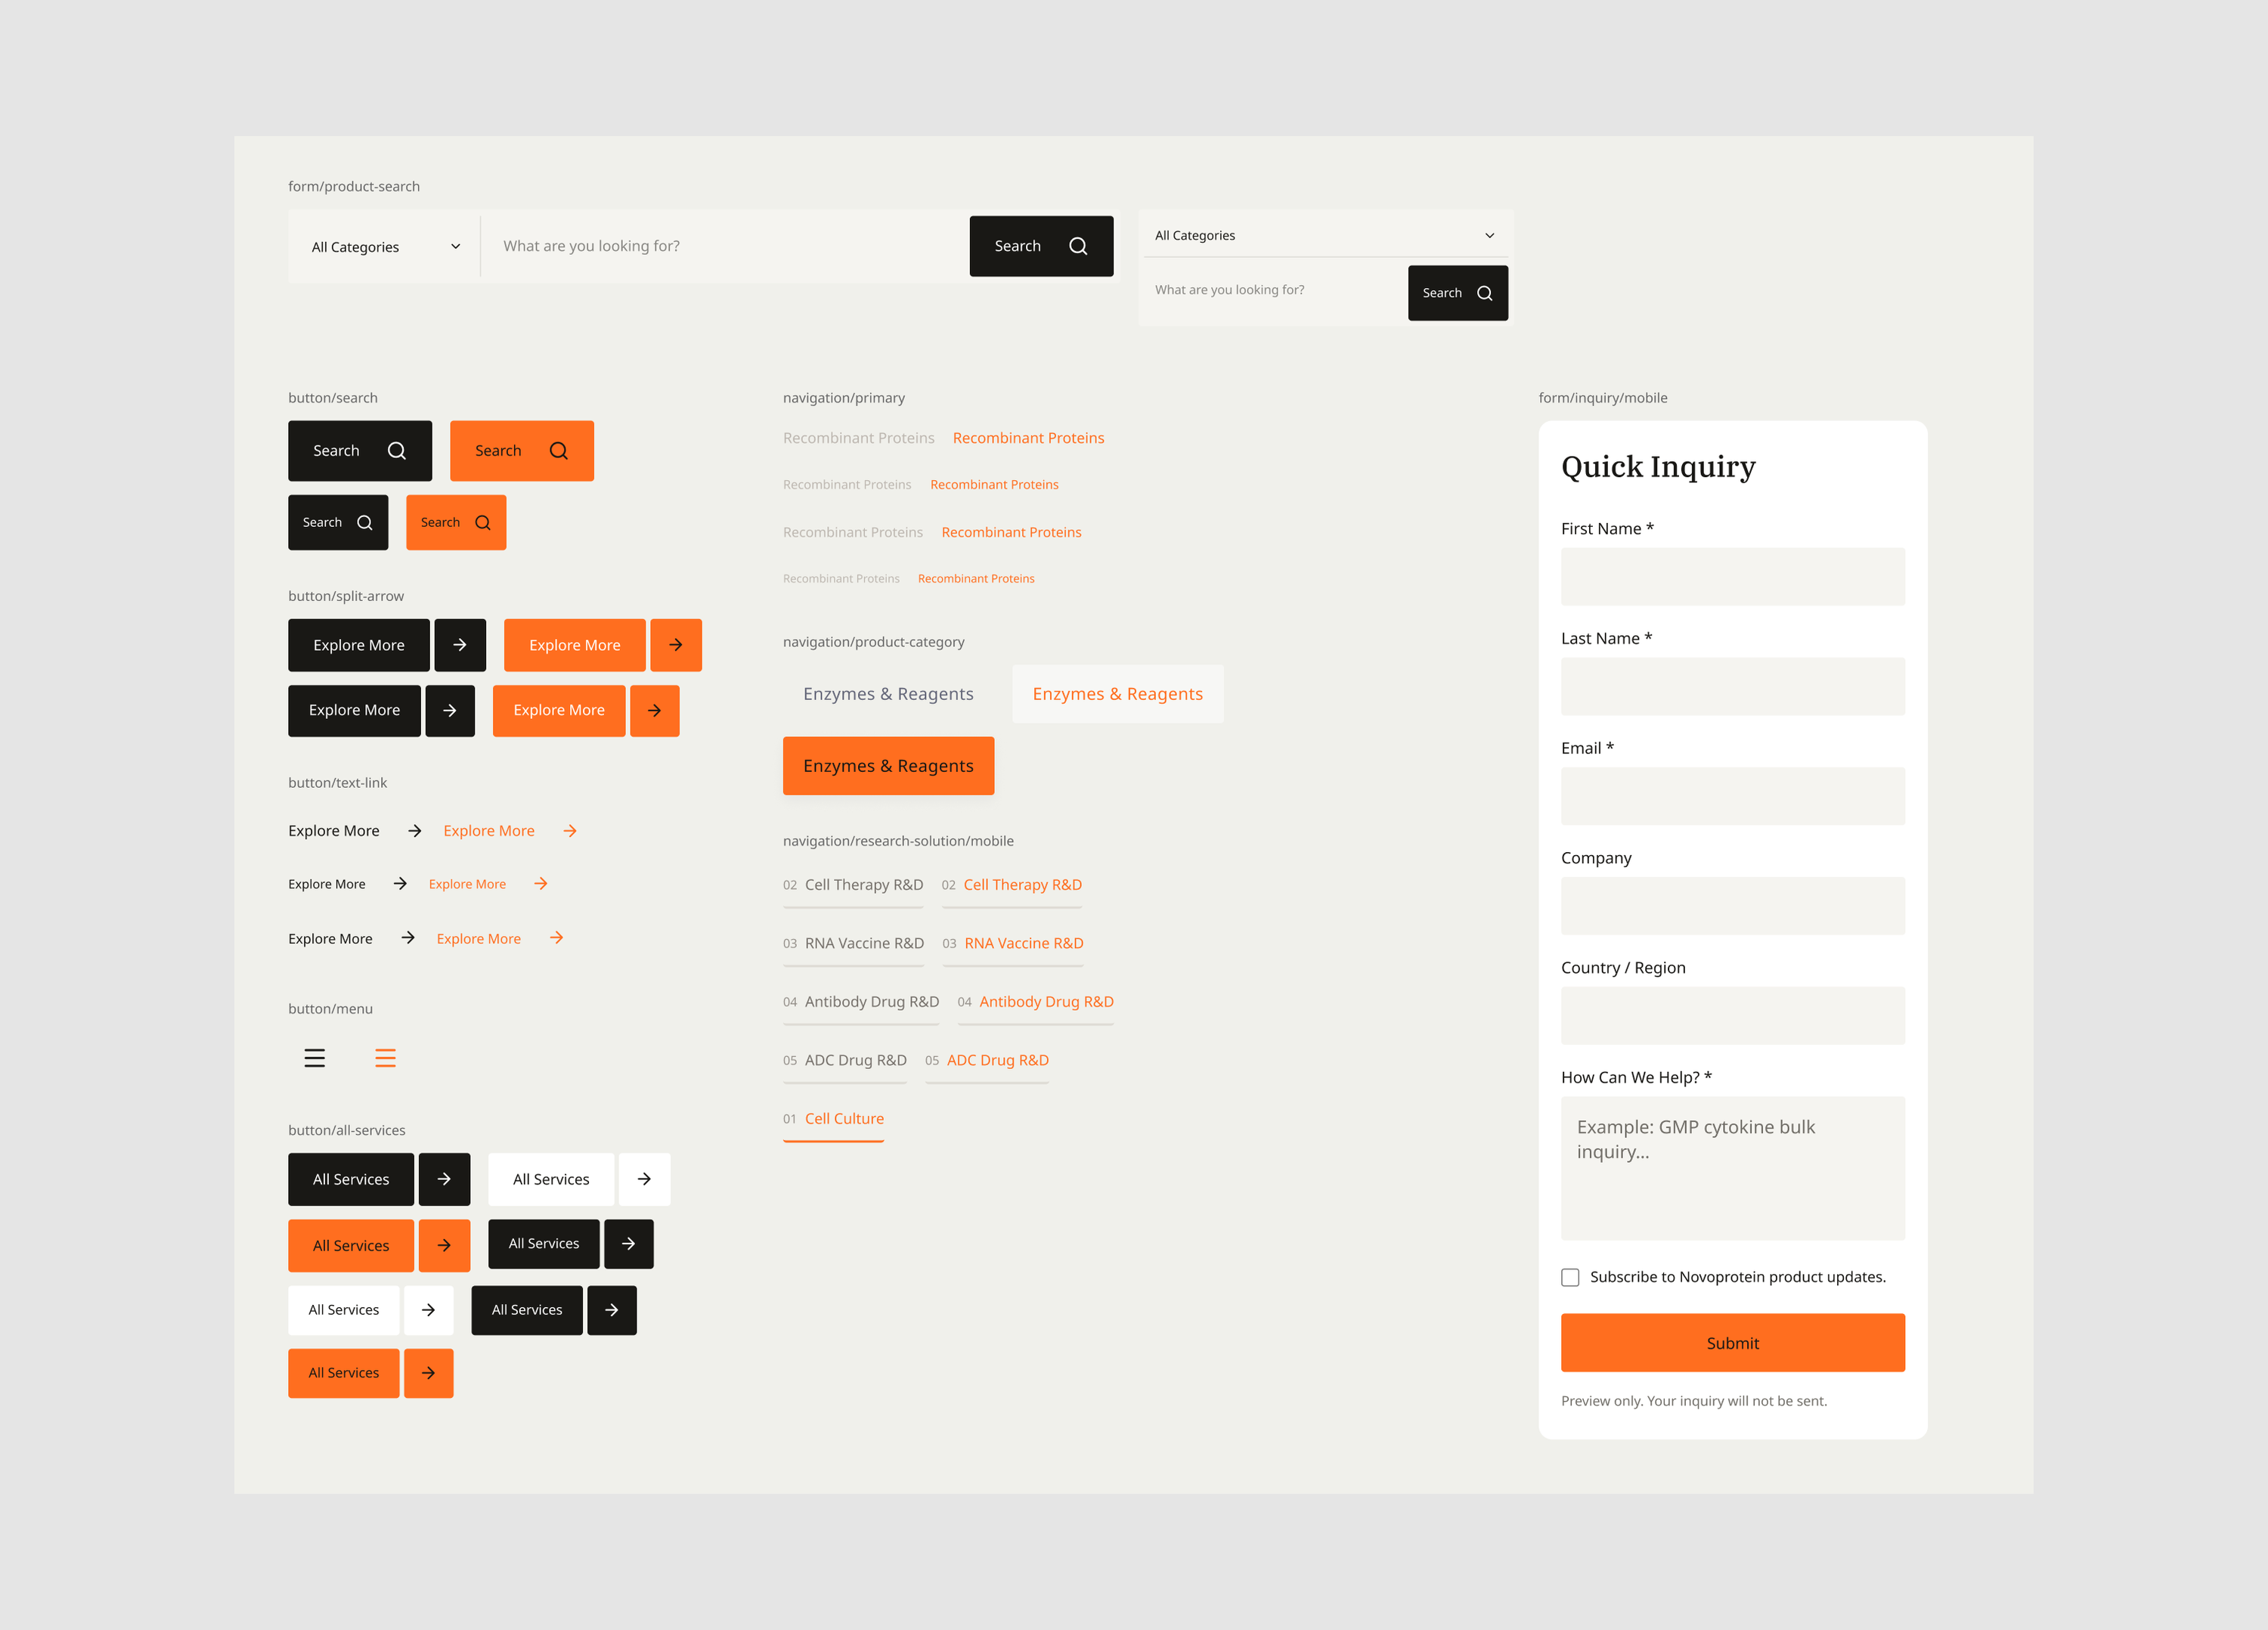 form/product-search
All Categories
What are you looking for?
Search
All Categories
What are you looking for?
Search
button/search
Search
Search
Search
Search
button/split-arrow
Explore More
Explore More
Explore More
Explore More
button/text-link
Explore More
Explore More
Explore More
Explore More
Explore More
Explore More
button/menu
button/all-services
All Services
All Services
All Services
All Services
All Services
All Services
All Services
navigation/primary
Recombinant Proteins
Recombinant Proteins
Recombinant Proteins
Recombinant Proteins
Recombinant Proteins
Recombinant Proteins
Recombinant Proteins
Recombinant Proteins
navigation/product-category
Enzymes & Reagents
Enzymes & Reagents
Enzymes & Reagents
navigation/research-solution/mobile
02 Cell Therapy R&D
02 Cell Therapy R&D
03 RNA Vaccine R&D
03 RNA Vaccine R&D
04 Antibody Drug R&D
04 Antibody Drug R&D
05 ADC Drug R&D
05 ADC Drug R&D
01 Cell Culture
form/inquiry/mobile
Quick Inquiry
First Name *
Last Name *
Email *
Company
Country / Region
How Can We Help? *
Example: GMP cytokine bulk
inquiry...
Subscribe to Novoprotein product updates.
Submit
Preview only. Your inquiry will not be sent.